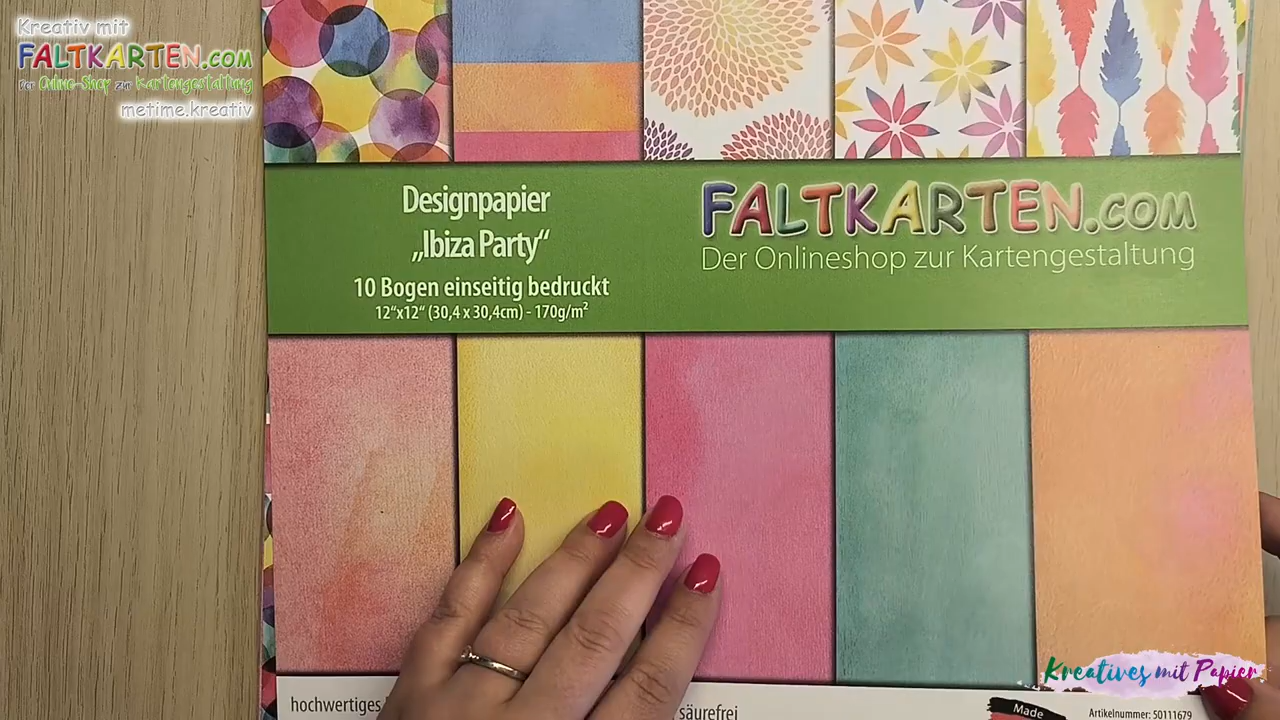 Kreativ mit
FALTKARTEN.COM
Der Online-Shop zur Kartengestaltung
metime.kreativ
Designpapier
„Ibiza Party“
10 Bogen einseitig bedruckt
12“x12“ (30,4 x 30,4cm) - 170g/m²
FALTKARTEN.COM
Der Onlineshop zur Kartengestaltung
hochwertiges
säurefrei
Made
Artikelnummer: 50111679
Kreatives mit Papier